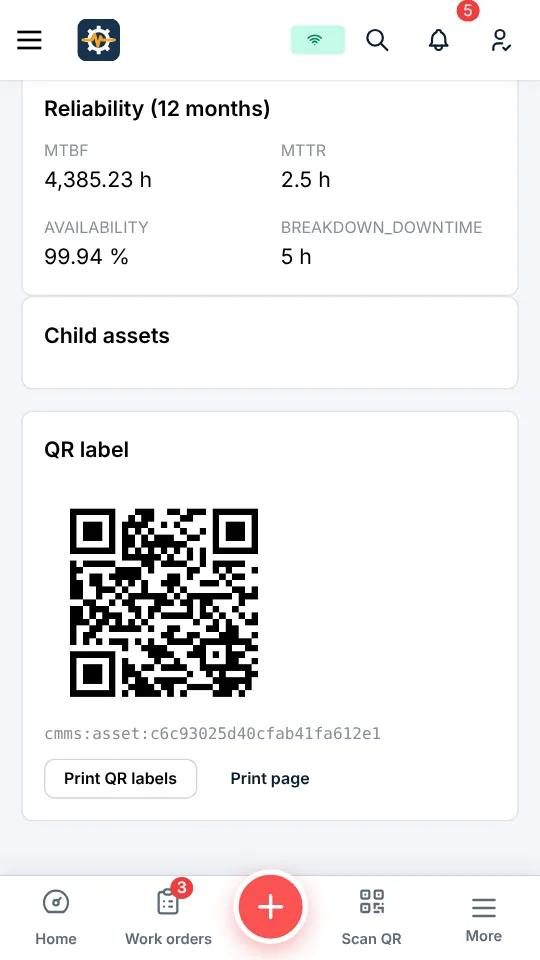 5
Reliability (12 months)
MTBF
MTTR
4,385.23 h
2.5 h
AVAILABILITY
BREAKDOWN_DOWNTIME
99.94 %
5 h
Child assets
QR label
cmms:asset:c6c93025d40cfab41fa612e1
Print QR labels
Print page
3
Home
Work orders
Scan QR
More